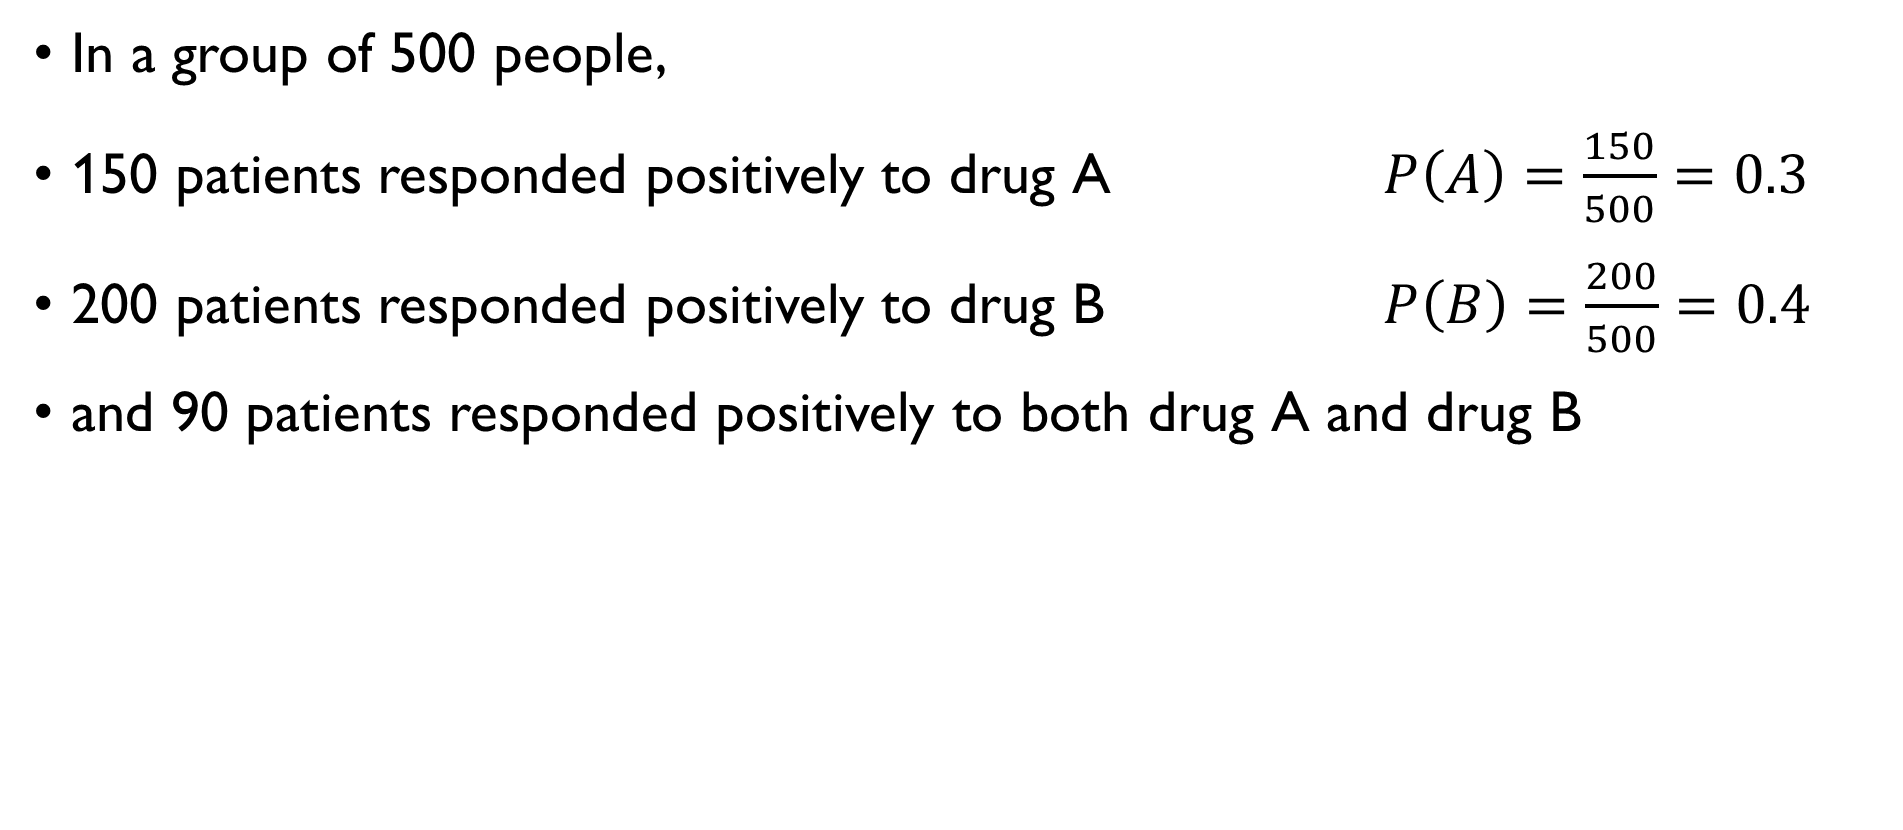 • In a group of 500 people,
• 150 patients responded positively to drug A P(A) = 150/500 = 0.3
• 200 patients responded positively to drug B P(B) = 200/500 = 0.4
• and 90 patients responded positively to both drug A and drug B